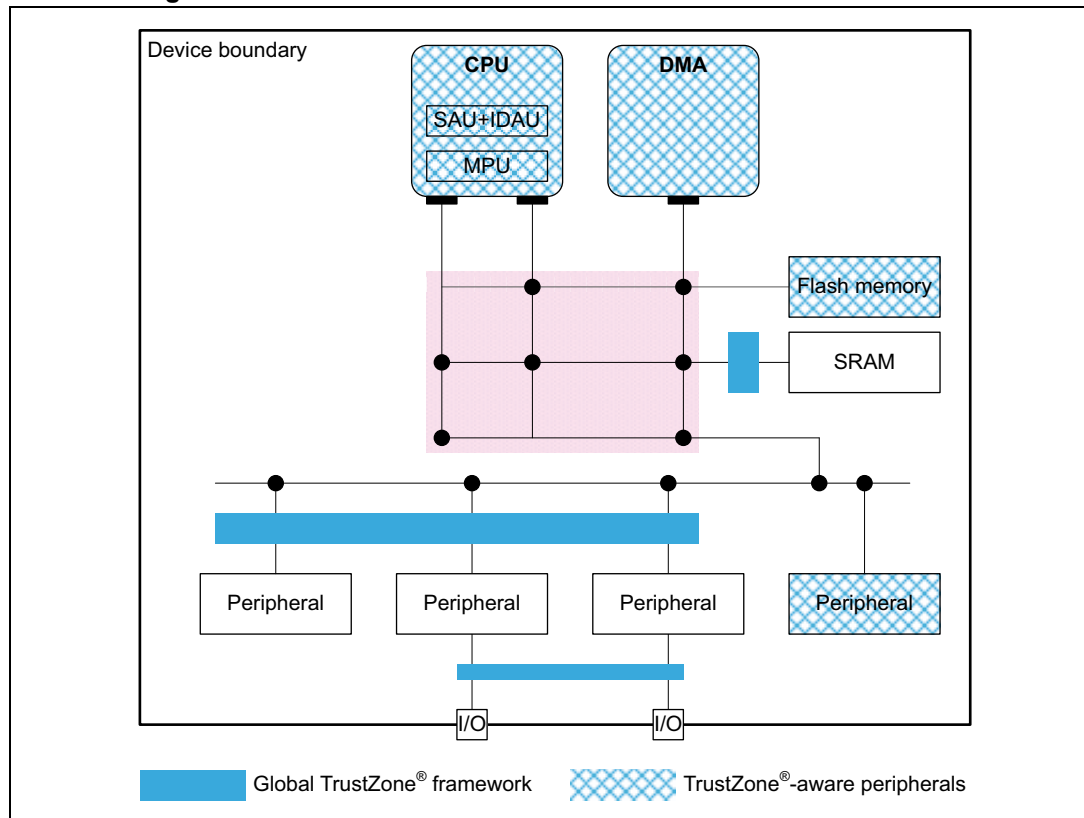 Device boundary
CPU
DMA
SAU+IDAU
MPU
Flash memory
SRAM
Peripheral
Peripheral
Peripheral
Peripheral
I/O
I/O
Global TrustZone® framework
TrustZone®-aware peripherals